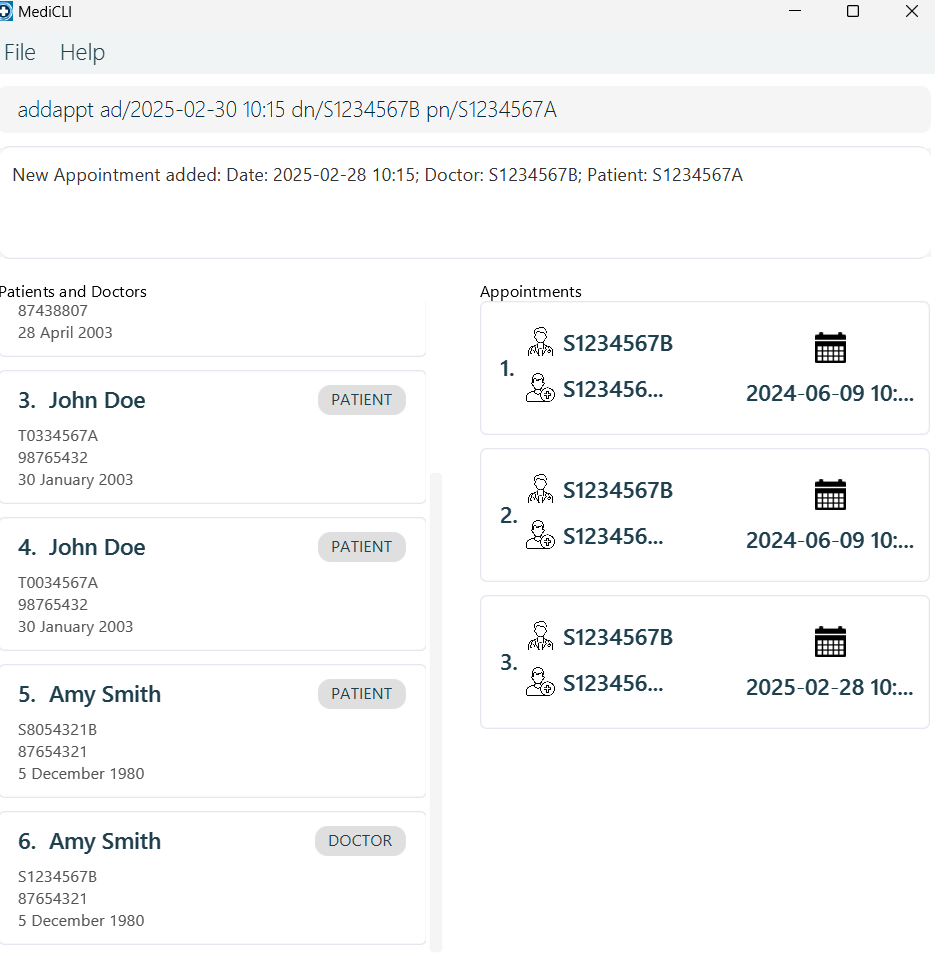 MediCLI
File Help
addappt ad/2025-02-30 10:15 dn/S1234567B pn/S1234567A
New Appointment added: Date: 2025-02-28 10:15; Doctor: S1234567B; Patient: S1234567A
Patients and Doctors
87438807
28 April 2003
3. John Doe PATIENT
T0334567A
98765432
30 January 2003
4. John Doe PATIENT
T0034567A
98765432
30 January 2003
5. Amy Smith PATIENT
S8054321B
87654321
5 December 1980
6. Amy Smith DOCTOR
S1234567B
87654321
5 December 1980
Appointments
1.
S1234567B
S123456...
2024-06-09 10:...
2.
S1234567B
S123456...
2024-06-09 10:...
3.
S1234567B
S123456...
2025-02-28 10:...